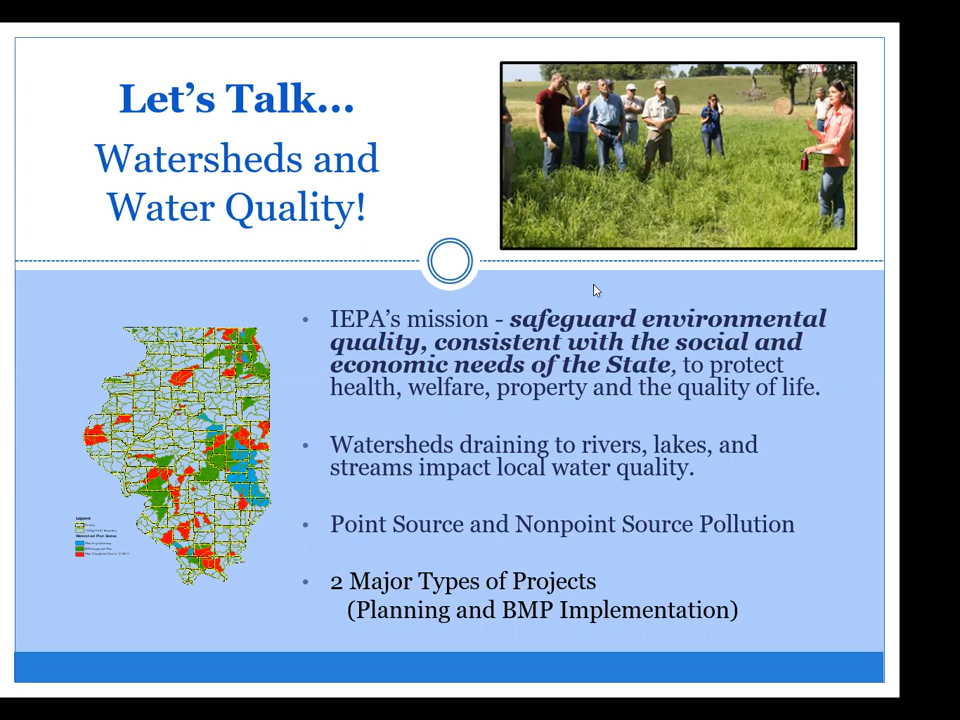 Let's Talk...
Watersheds and
Water Quality!
• IEPA's mission - safeguard environmental
quality, consistent with the social and
economic needs of the State, to protect
health, welfare, property and the quality of life.
• Watersheds draining to rivers, lakes, and
streams impact local water quality.
• Point Source and Nonpoint Source Pollution
• 2 Major Types of Projects
(Planning and BMP Implementation)
Legend